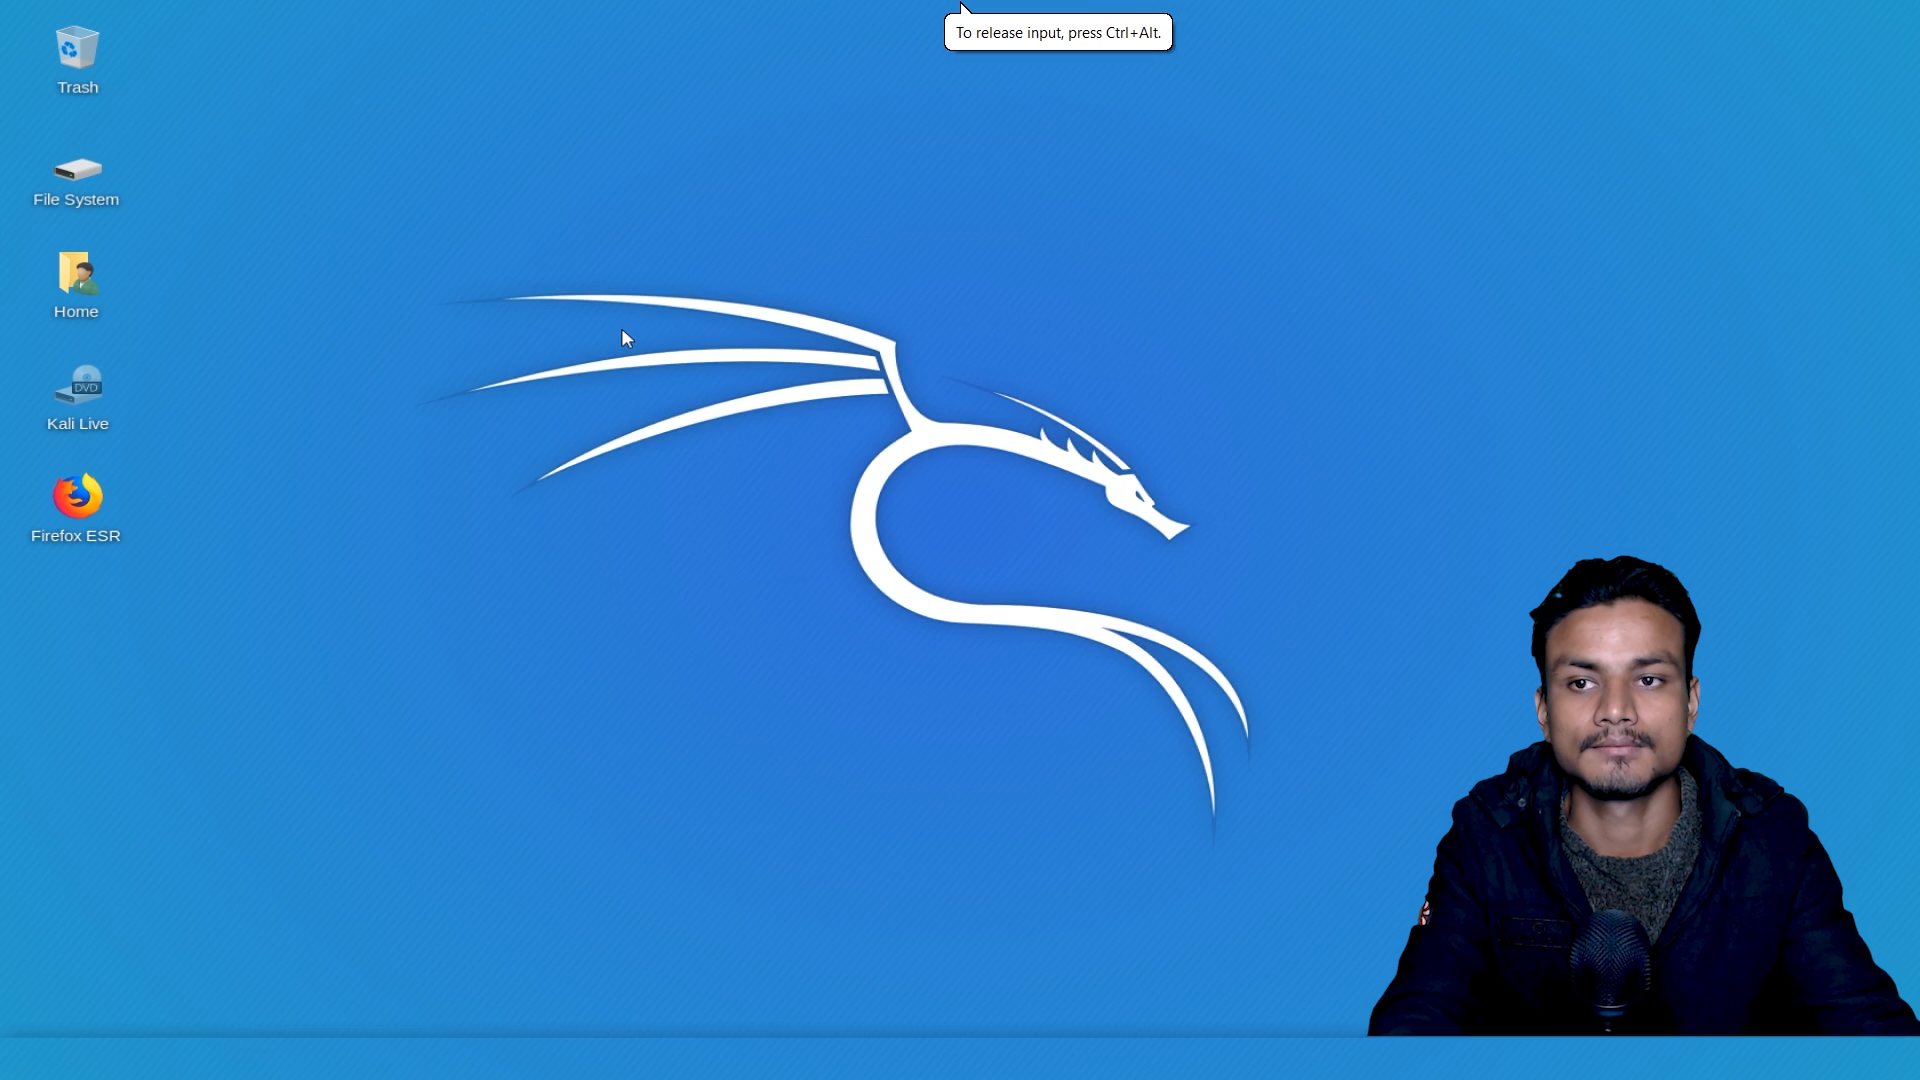 To release input, press Ctrl+Alt.
Trash
File System
Home
DVD
Kali Live
Firefox ESR